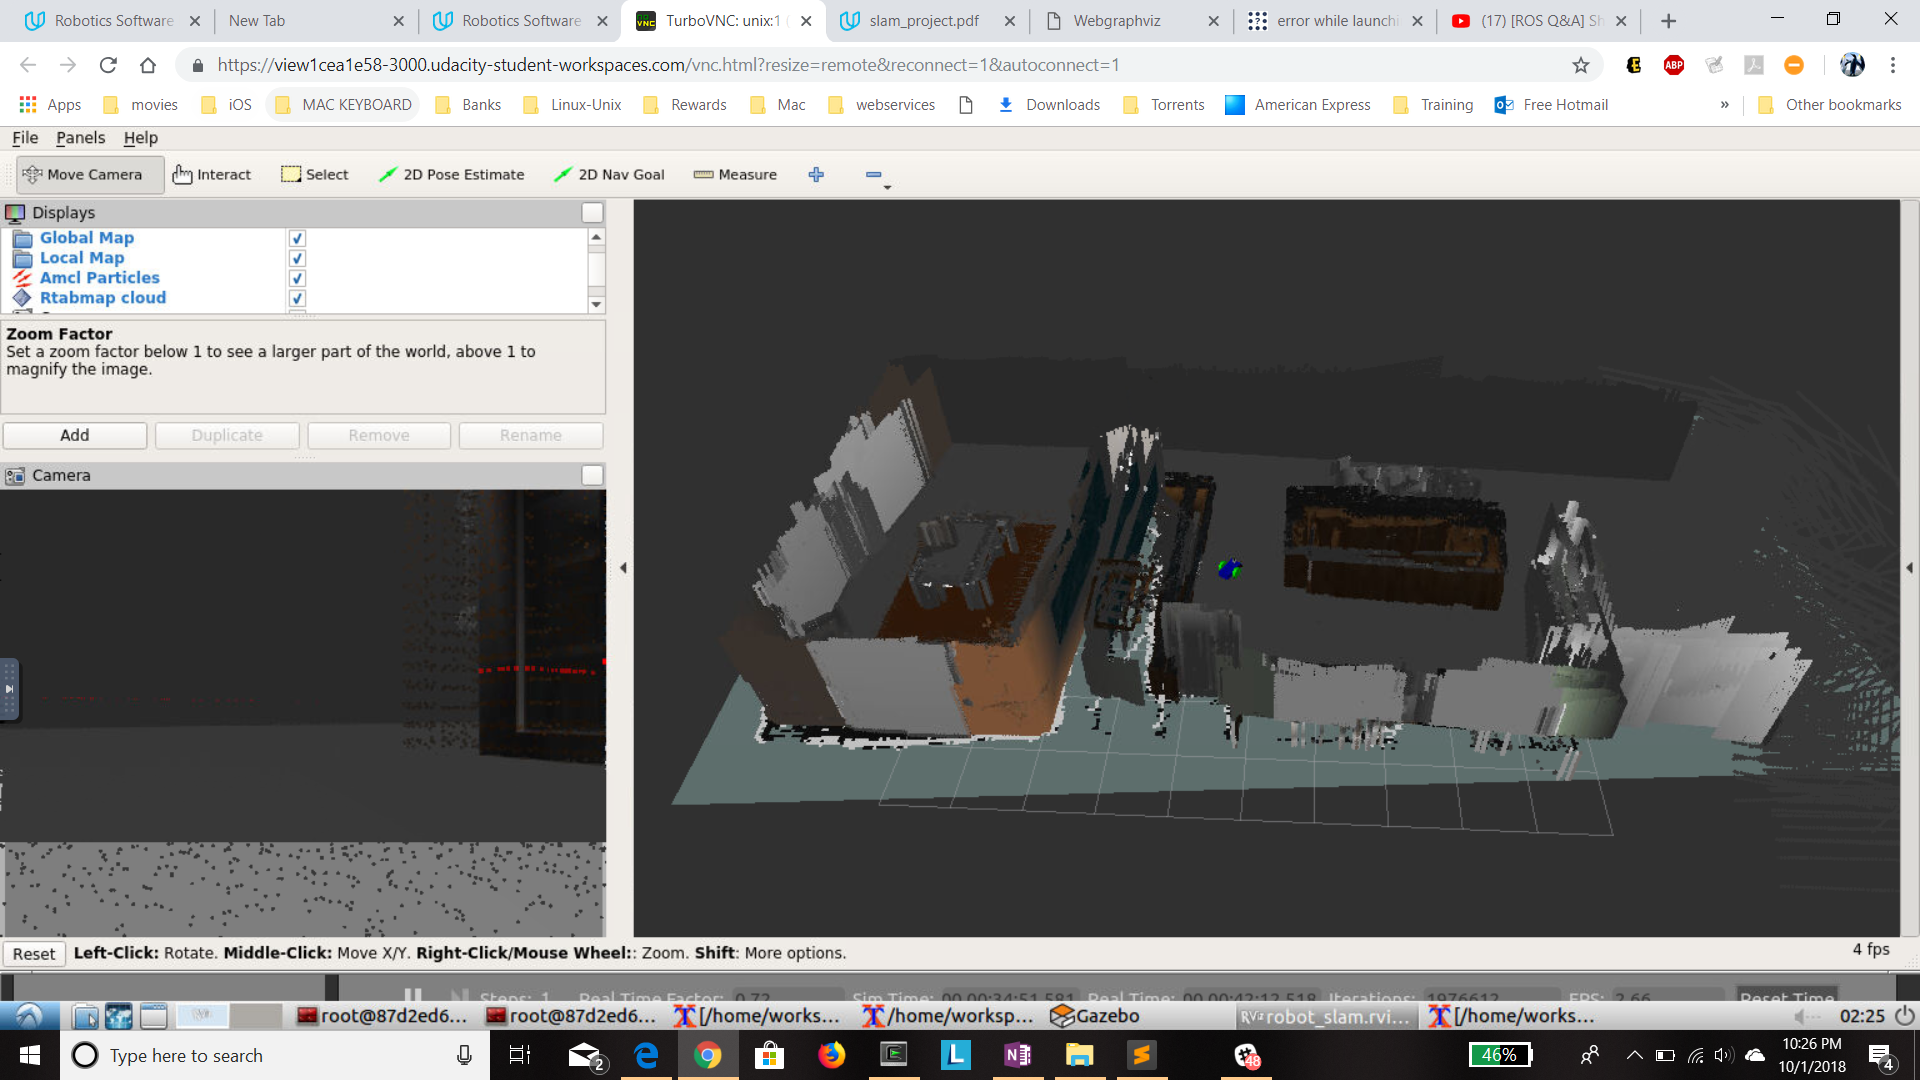 Robotics Software
New Tab
Robotics Software
TurboVNC: unix:1 (
slam_project.pdf
Webgraphviz
error while launchi
(17) [ROS Q&A] Sh
https://view1cea1e58-3000.udacity-student-workspaces.com/vnc.html?resize=remote&reconnect=1&autoconnect=1
ABP
Apps
movies
iOS
MAC KEYBOARD
Banks
Linux-Unix
Rewards
Mac
webservices
Downloads
Torrents
American Express
Training
Free Hotmail
»
Other bookmarks
File Panels Help
Move Camera
Interact
Select
2D Pose Estimate
2D Nav Goal
Measure
Displays
Global Map
Local Map
Amcl Particles
Rtabmap cloud
Zoom Factor
Set a zoom factor below 1 to see a larger part of the world, above 1 to
magnify the image.
Add
Duplicate
Remove
Rename
Camera
Reset
Left-Click: Rotate. Middle-Click: Move X/Y. Right-Click/Mouse Wheel:: Zoom. Shift: More options.
4 fps
Steps: 1 Real Time Factor: 0.72 Sim Time: 00 00:34:51.581 Real Time: 00 00:42:12.518 Iterations: 1976612 FPS: 2.66 Reset Time
root@87d2ed6...
root@87d2ed6...
[/home/works...
/home/worksp...
Gazebo
RViz robot_slam.rvi...
[/home/works...
02:25
Type here to search
2
48
46%
10:26 PM
10/1/2018
4